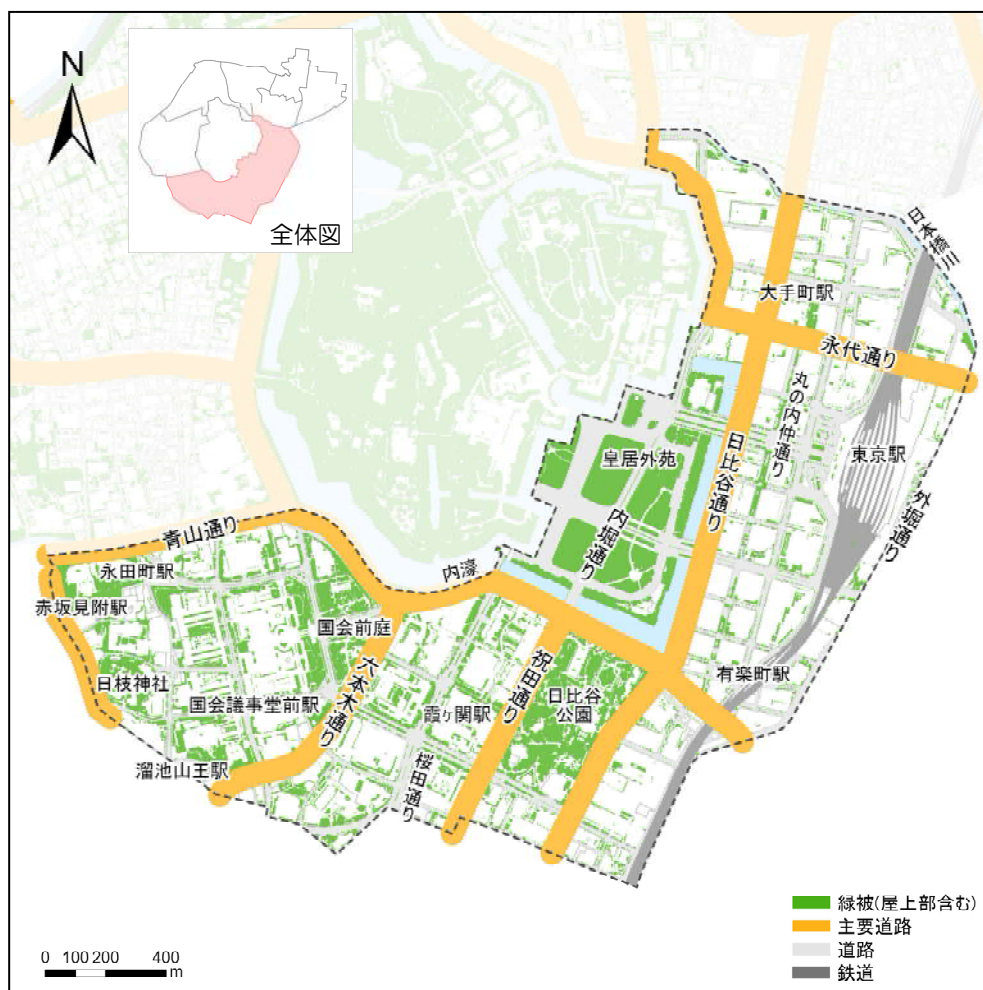 N
全体図
日本橋川
大手町駅
永代通り
丸の内仲通り
日比谷通り
東京駅
皇居外苑
外堀通り
内堀通り
青山通り
内濠
永田町駅
赤坂見附駅
国会前庭
日枝神社
六本木通り
国会議事堂前駅
祝田通り
日比谷
公園
有楽町駅
霞ヶ関駅
溜池山王駅
桜田通り
緑被(屋上部含む)
主要道路
道路
鉄道
0 100 200 400
m